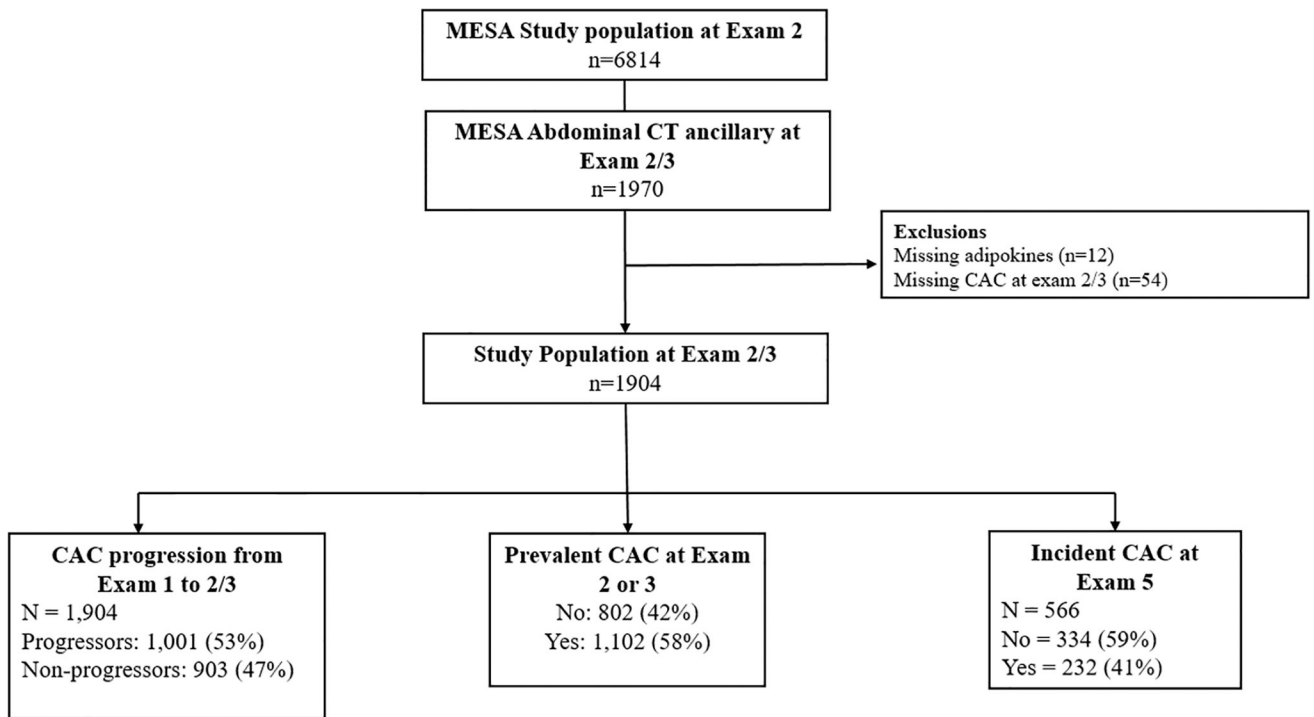 MESA Study population at Exam 2
n=6814
MESA Abdominal CT ancillary at
Exam 2/3
n=1970
Exclusions
Missing adipokines (n=12)
Missing CAC at exam 2/3 (n=54)
Study Population at Exam 2/3
n=1904
CAC progression from
Exam 1 to 2/3
N = 1,904
Progressors: 1,001 (53%)
Non-progressors: 903 (47%)
Prevalent CAC at Exam
2 or 3
No: 802 (42%)
Yes: 1,102 (58%)
Incident CAC at
Exam 5
N = 566
No = 334 (59%)
Yes = 232 (41%)